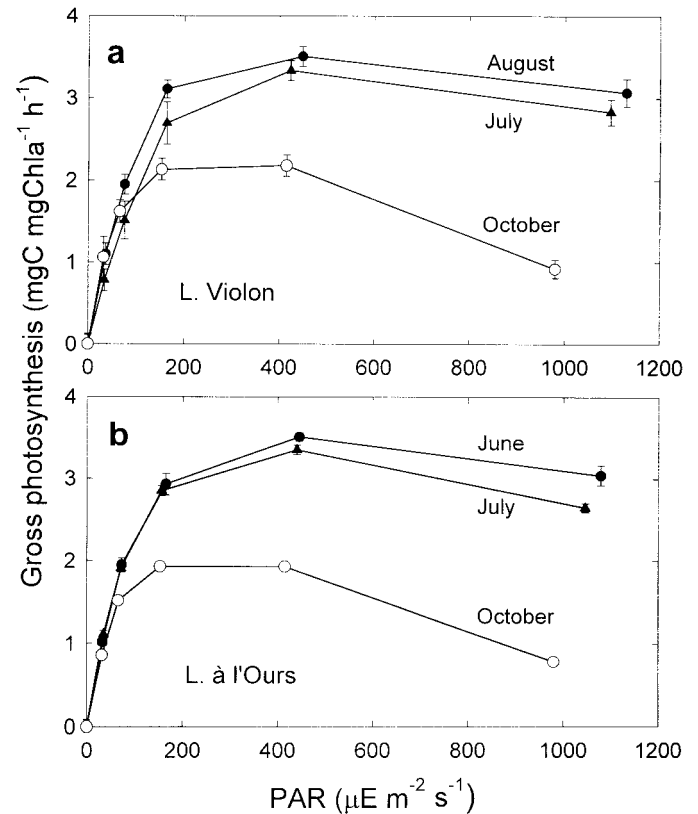 Gross photosynthesis (mgC mgChla⁻¹ h⁻¹)
a
4
3
2
1
0
August
July
October
L. Violon
0 200 400 600 800 1000 1200
b
4
3
2
1
0
June
July
October
L. à l'Ours
0 200 400 600 800 1000 1200
PAR (μE m⁻² s⁻¹)